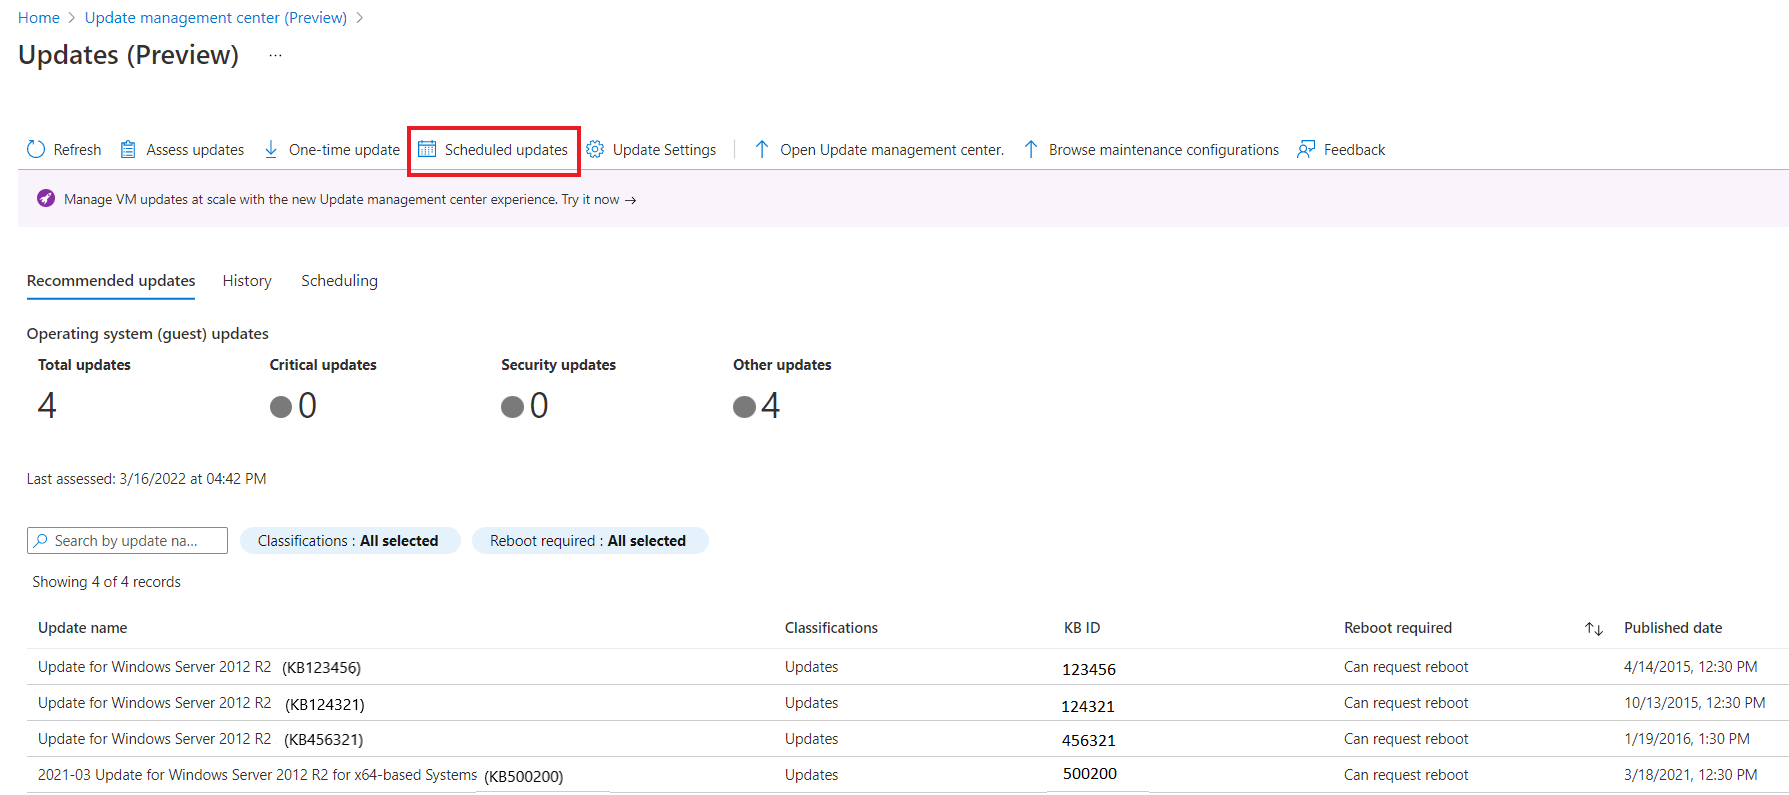 Home > Update management center (Preview) >
Updates (Preview) ...
Refresh Assess updates One-time update Scheduled updates Update Settings Open Update management center. Browse maintenance configurations Feedback
Manage VM updates at scale with the new Update management center experience. Try it now →
Recommended updates History Scheduling
Operating system (guest) updates
Total updates Critical updates Security updates Other updates
4 0 0 4
Last assessed: 3/16/2022 at 04:42 PM
Search by update na... Classifications : All selected Reboot required : All selected
Showing 4 of 4 records
Update name Classifications KB ID Reboot required ↑↓ Published date
Update for Windows Server 2012 R2 (KB123456) Updates 123456 Can request reboot 4/14/2015, 12:30 PM
Update for Windows Server 2012 R2 (KB124321) Updates 124321 Can request reboot 10/13/2015, 12:30 PM
Update for Windows Server 2012 R2 (KB456321) Updates 456321 Can request reboot 1/19/2016, 1:30 PM
2021-03 Update for Windows Server 2012 R2 for x64-based Systems (KB500200) Updates 500200 Can request reboot 3/18/2021, 12:30 PM